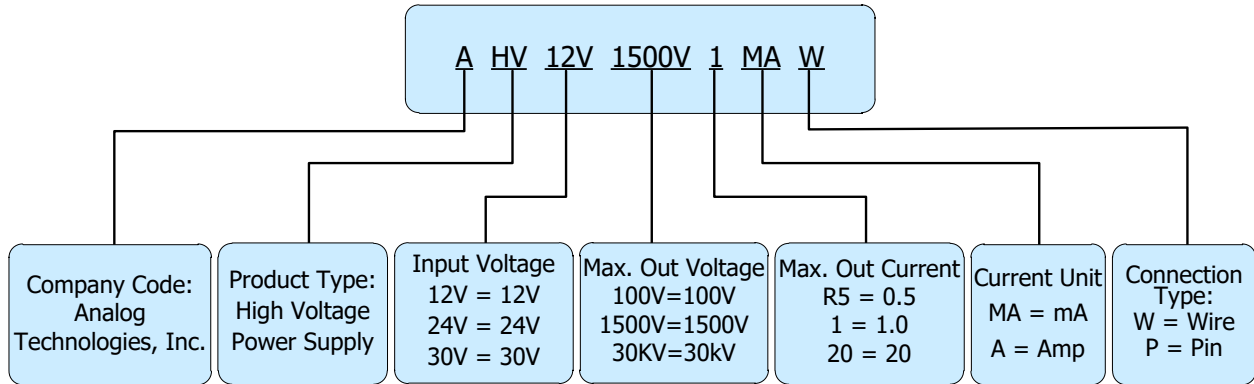 A HV 12V 1500V 1 MA W
Company Code:
Analog
Technologies, Inc.
Product Type:
High Voltage
Power Supply
Input Voltage
12V = 12V
24V = 24V
30V = 30V
Max. Out Voltage
100V=100V
1500V=1500V
30KV=30kV
Max. Out Current
R5 = 0.5
1 = 1.0
20 = 20
Current Unit
MA = mA
A = Amp
Connection
Type:
W = Wire
P = Pin